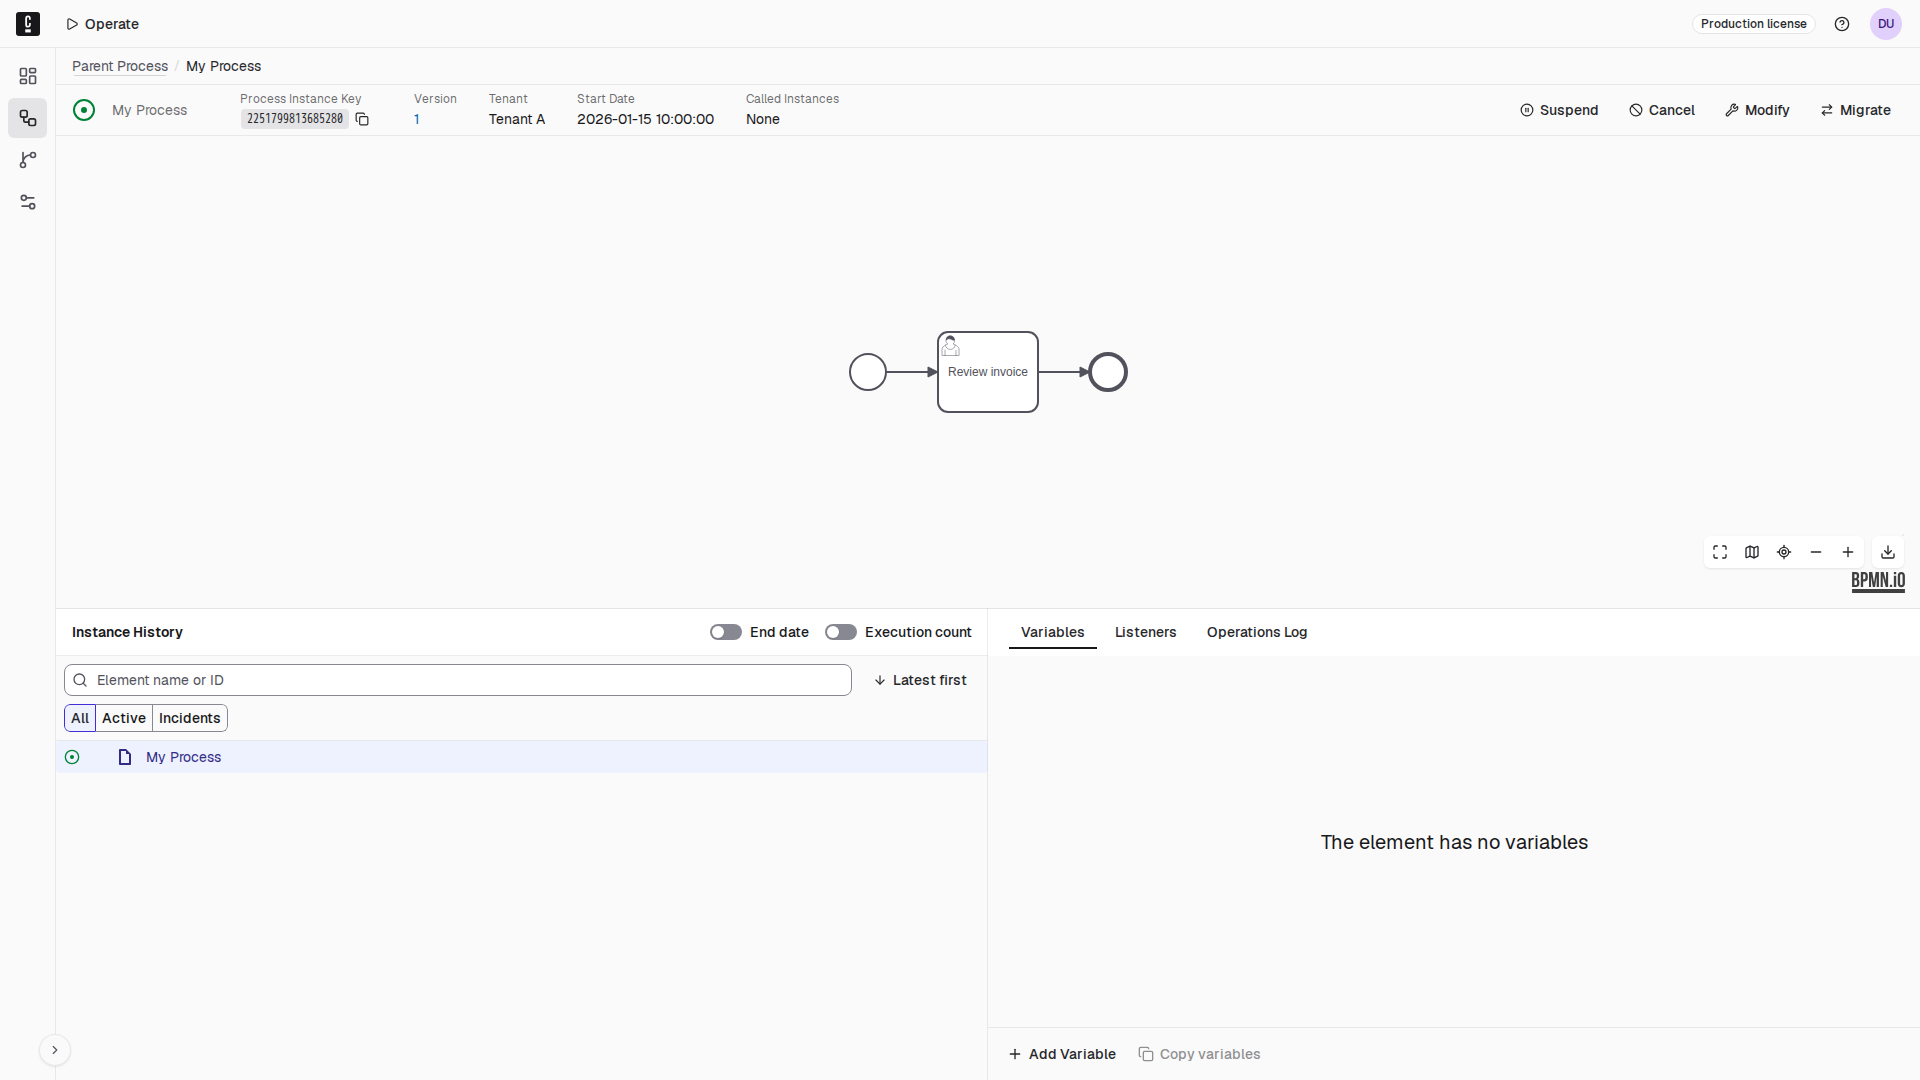 Operate
Production license
DU
Parent Process / My Process
My Process
Process Instance Key
2251799813685280
Version
1
Tenant
Tenant A
Start Date
2026-01-15 10:00:00
Called Instances
None
Suspend
Cancel
Modify
Migrate
Review invoice
BPMN.iO
Instance History
End date
Execution count
Element name or ID
Latest first
All
Active
Incidents
My Process
Variables
Listeners
Operations Log
The element has no variables
Add Variable
Copy variables